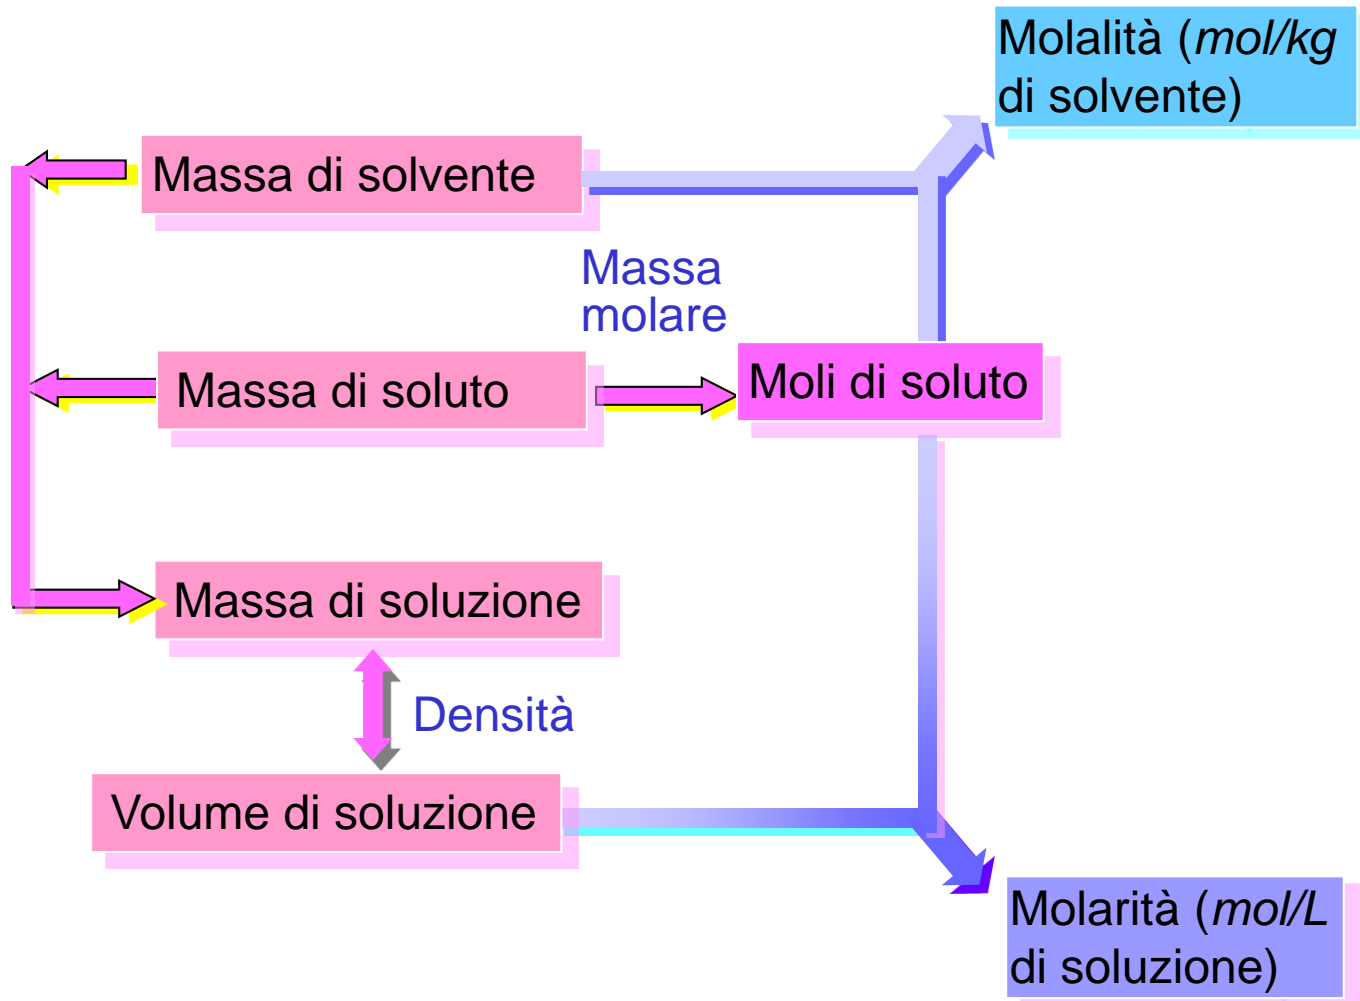 Molalità (mol/kg
di solvente)
Massa di solvente
Massa
molare
Massa di soluto
Moli di soluto
Massa di soluzione
Densità
Volume di soluzione
Molarità (mol/L
di soluzione)